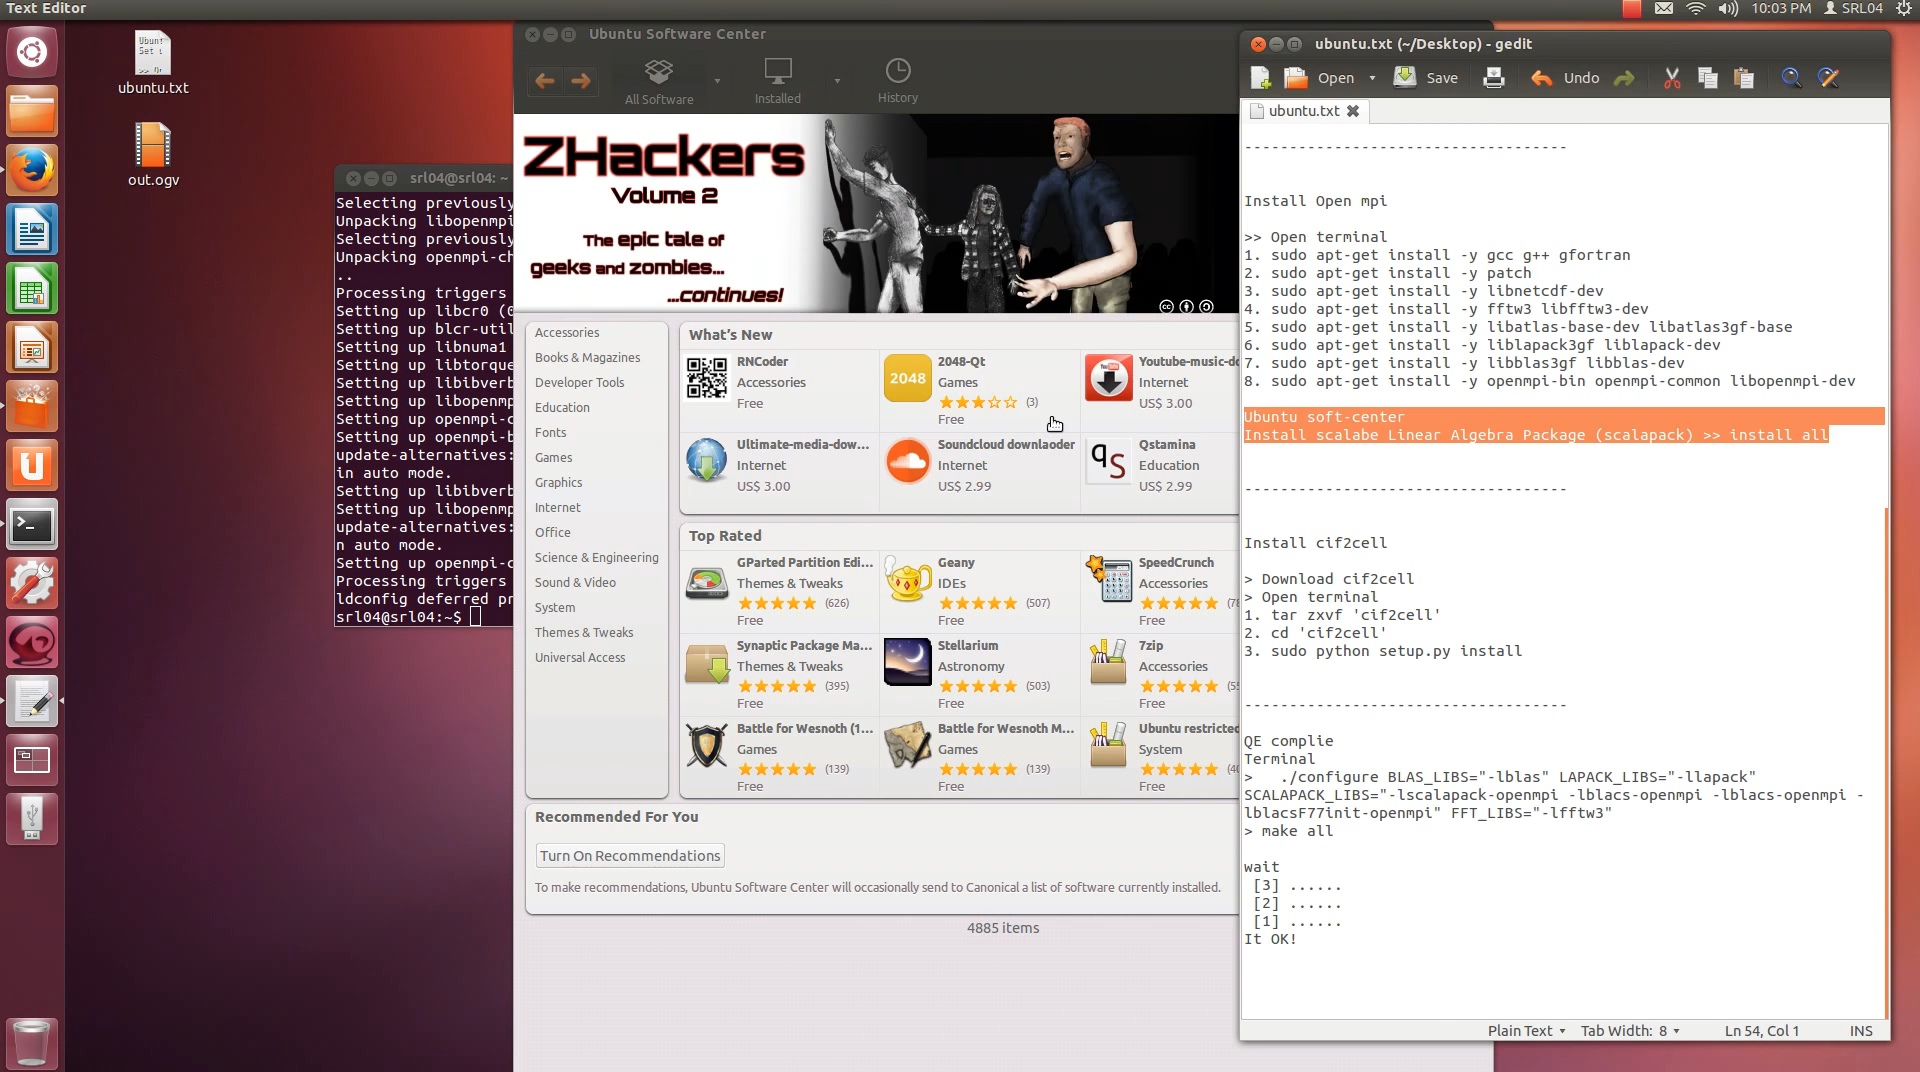 Text Editor
10:03 PM
SRL04
ubuntu.txt
out.ogv
srl04@srl04: ~
Selecting previously
Unpacking libopenmpi
Selecting previously
Unpacking openmpi-ch
..
Processing triggers
Setting up libcr0 (0
Setting up blcr-util
Setting up libnuma1
Setting up libtorque
Setting up libibverb
Setting up libopenmp
Setting up openmpi-c
Setting up openmpi-b
update-alternatives:
in auto mode.
Setting up libibverb
Setting up libopenmp
update-alternatives:
n auto mode.
Setting up openmpi-c
Processing triggers
ldconfig deferred pr
srl04@srl04:~$
Ubuntu Software Center
All Software
Installed
History
ZHackers
Volume 2
The epic tale of
geeks and zombies...
...continues!
Accessories
Books & Magazines
Developer Tools
Education
Fonts
Games
Graphics
Internet
Office
Science & Engineering
Sound & Video
System
Themes & Tweaks
Universal Access
What's New
RNCoder
Accessories
Free
2048
2048-Qt
Games
(3)
Free
Youtube-music-do
Internet
US$ 3.00
Ultimate-media-dow...
Internet
US$ 3.00
Soundcloud downlaoder
Internet
US$ 2.99
qs
Qstamina
Education
US$ 2.99
Top Rated
GParted Partition Edi...
Themes & Tweaks
(626)
Free
Geany
IDEs
(507)
Free
SpeedCrunch
Accessories
Free
Synaptic Package Ma...
Themes & Tweaks
(395)
Free
Stellarium
Astronomy
(503)
Free
7zip
Accessories
Free
Battle for Wesnoth (1...
Games
(139)
Free
Battle for Wesnoth M...
Games
(139)
Free
Ubuntu restricted
System
Free
Recommended For You
Turn On Recommendations
To make recommendations, Ubuntu Software Center will occasionally send to Canonical a list of software currently installed.
4885 items
ubuntu.txt (~/Desktop) - gedit
Open
Save
Undo
ubuntu.txt
------------------------------------
Install Open mpi
>> Open terminal
1. sudo apt-get install -y gcc g++ gfortran
2. sudo apt-get install -y patch
3. sudo apt-get install -y libnetcdf-dev
4. sudo apt-get install -y fftw3 libfftw3-dev
5. sudo apt-get install -y libatlas-base-dev libatlas3gf-base
6. sudo apt-get install -y liblapack3gf liblapack-dev
7. sudo apt-get install -y libblas3gf libblas-dev
8. sudo apt-get install -y openmpi-bin openmpi-common libopenmpi-dev
Ubuntu soft-center
Install scalabe Linear Algebra Package (scalapack) >> install all
------------------------------------
Install cif2cell
> Download cif2cell
> Open terminal
1. tar zxvf 'cif2cell'
2. cd 'cif2cell'
3. sudo python setup.py install
------------------------------------
QE complie
Terminal
>   ./configure BLAS_LIBS="-lblas" LAPACK_LIBS="-llapack"
SCALAPACK_LIBS="-lscalapack-openmpi -lblacs-openmpi -lblacs-openmpi -
lblacsF77init-openmpi" FFT_LIBS="-lfftw3"
> make all
wait
[3] ......
[2] ......
[1] ......
It OK!
Plain Text
Tab Width: 8
Ln 54, Col 1
INS